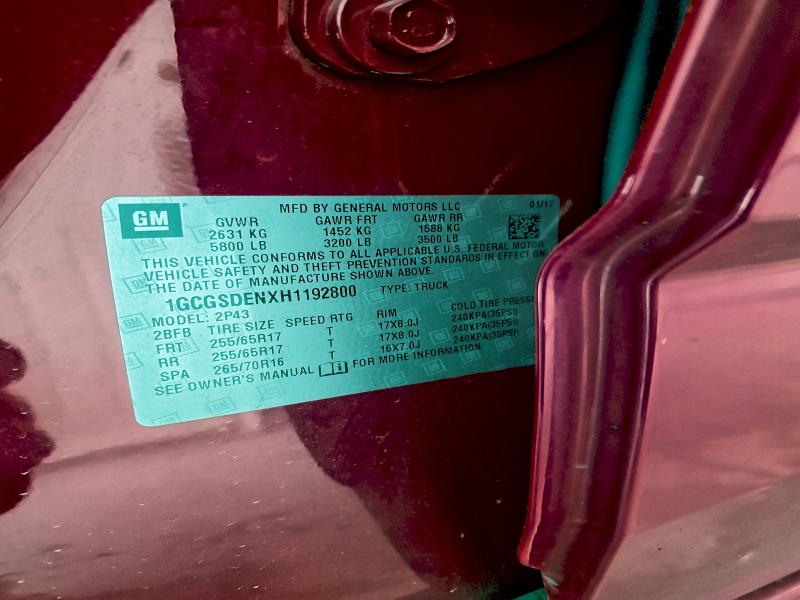 GM
MFD BY GENERAL MOTORS LLC 01/17
GVWR GAWR FRT GAWR RR
2631 KG 1452 KG 1588 KG
5800 LB 3200 LB 3500 LB
THIS VEHICLE CONFORMS TO ALL APPLICABLE U.S. FEDERAL MOTOR
VEHICLE SAFETY AND THEFT PREVENTION STANDARDS IN EFFECT ON
THE DATE OF MANUFACTURE SHOWN ABOVE.
1GCGSDENXH1192800 TYPE: TRUCK
MODEL: 2P43
2BFB TIRE SIZE SPEED RTG RIM COLD TIRE PRESSU
FRT 255/65R17 T 17X8.0J 240KPA(35PSI)
RR 255/65R17 T 17X8.0J 240KPA(35PSI)
SPA 265/70R16 T 16X7.0J 240KPA(35PSI)
SEE OWNER'S MANUAL FOR MORE INFORMATION